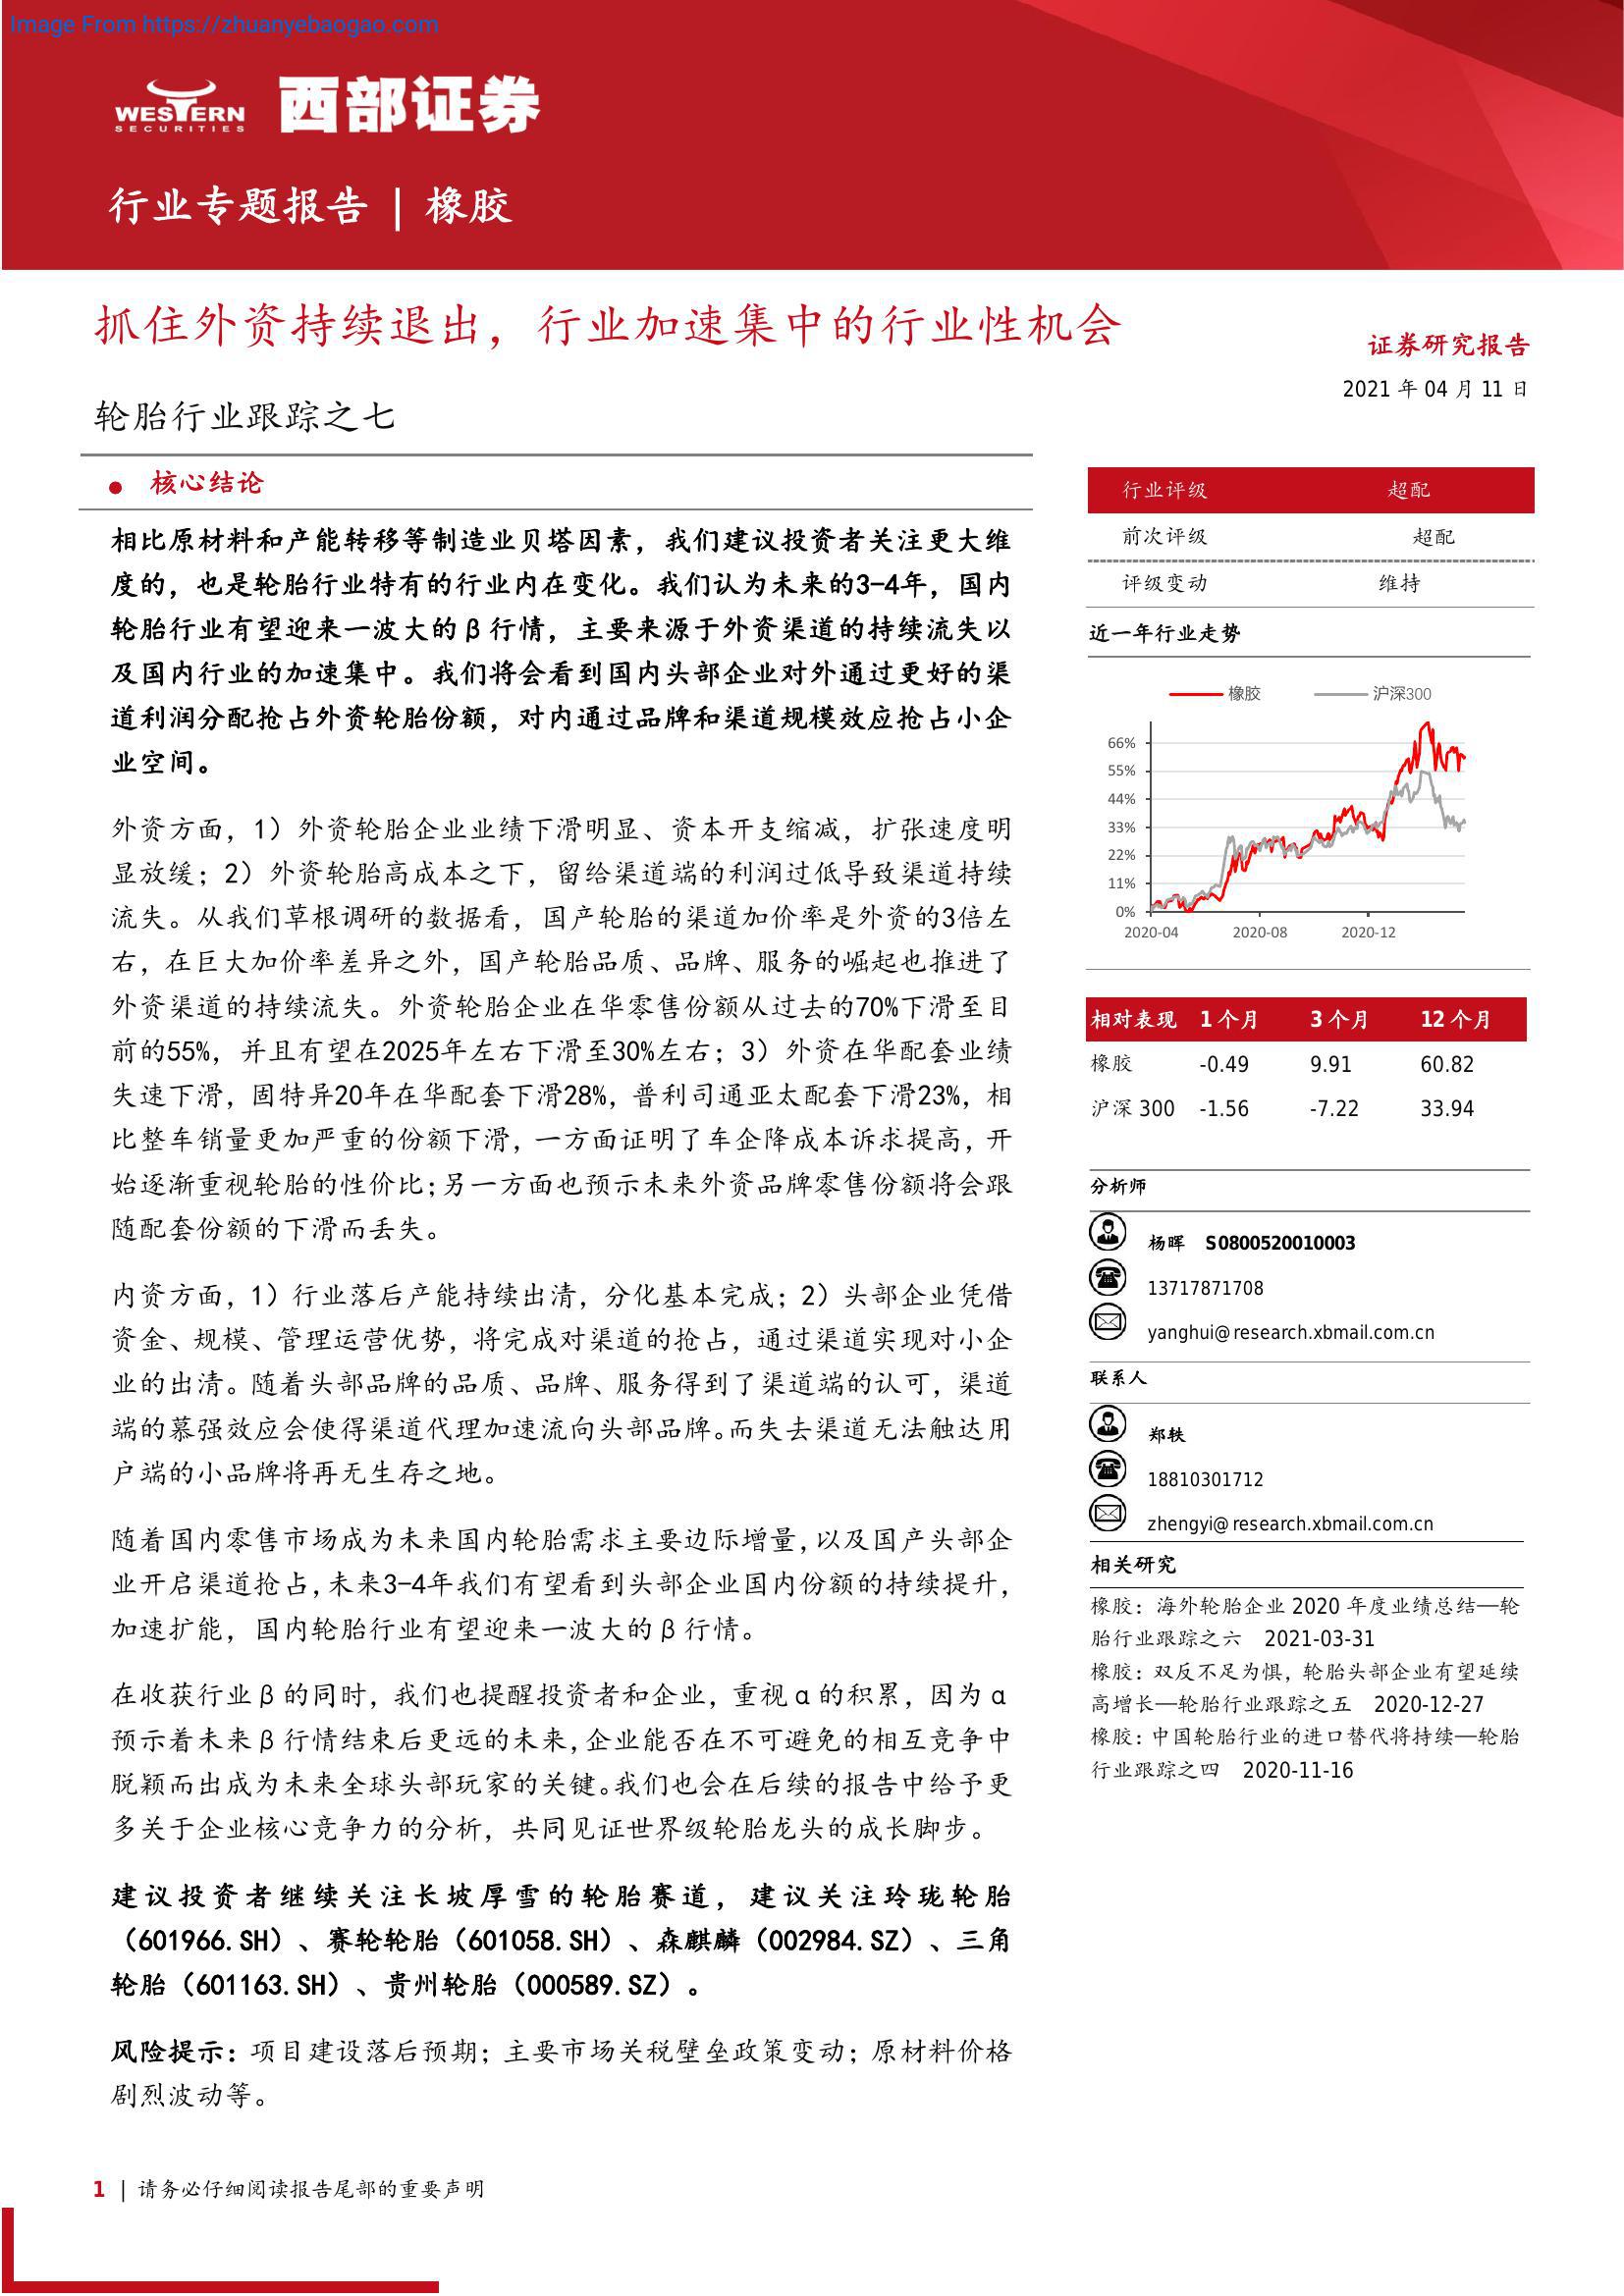 Image From https://zhuanyebaogao.com
WESTERN
SECURITIES
西部证券
行业专题报告 | 橡胶
抓住外资持续退出，行业加速集中的行业性机会
轮胎行业跟踪之七
证券研究报告
2021 年 04 月 11 日
● 核心结论
相比原材料和产能转移等制造业贝塔因素，我们建议投资者关注更大维
度的，也是轮胎行业特有的行业内在变化。我们认为未来的3-4年，国内
轮胎行业有望迎来一波大的β行情，主要来源于外资渠道的持续流失以
及国内行业的加速集中。我们将会看到国内头部企业对外通过更好的渠
道利润分配抢占外资轮胎份额，对内通过品牌和渠道规模效应抢占小企
业空间。
外资方面，1）外资轮胎企业业绩下滑明显、资本开支缩减，扩张速度明
显放缓；2）外资轮胎高成本之下，留给渠道端的利润过低导致渠道持续
流失。从我们草根调研的数据看，国产轮胎的渠道加价率是外资的3倍左
右，在巨大加价率差异之外，国产轮胎品质、品牌、服务的崛起也推进了
外资渠道的持续流失。外资轮胎企业在华零售份额从过去的70%下滑至目
前的55%，并且有望在2025年左右下滑至30%左右；3）外资在华配套业绩
失速下滑，固特异20年在华配套下滑28%，普利司通亚太配套下滑23%，相
比整车销量更加严重的份额下滑，一方面证明了车企降成本诉求提高，开
始逐渐重视轮胎的性价比；另一方面也预示未来外资品牌零售份额将会跟
随配套份额的下滑而丢失。
内资方面，1）行业落后产能持续出清，分化基本完成；2）头部企业凭借
资金、规模、管理运营优势，将完成对渠道的抢占，通过渠道实现对小企
业的出清。随着头部品牌的品质、品牌、服务得到了渠道端的认可，渠道
端的慕强效应会使得渠道代理加速流向头部品牌。而失去渠道无法触达用
户端的小品牌将再无生存之地。
随着国内零售市场成为未来国内轮胎需求主要边际增量，以及国产头部企
业开启渠道抢占，未来3-4年我们有望看到头部企业国内份额的持续提升，
加速扩能，国内轮胎行业有望迎来一波大的β行情。
在收获行业β的同时，我们也提醒投资者和企业，重视α的积累，因为α
预示着未来β行情结束后更远的未来，企业能否在不可避免的相互竞争中
脱颖而出成为未来全球头部玩家的关键。我们也会在后续的报告中给予更
多关于企业核心竞争力的分析，共同见证世界级轮胎龙头的成长脚步。
建议投资者继续关注长坡厚雪的轮胎赛道，建议关注玲珑轮胎
（601966.SH）、赛轮轮胎（601058.SH）、森麒麟（002984.SZ）、三角
轮胎（601163.SH）、贵州轮胎（000589.SZ）。
风险提示：项目建设落后预期；主要市场关税壁垒政策变动；原材料价格
剧烈波动等。
行业评级 超配
前次评级 超配
评级变动 维持
近一年行业走势
橡胶 沪深300
66%
55%
44%
33%
22%
11%
0%
2020-04 2020-08 2020-12
相对表现 1 个月 3 个月 12 个月
橡胶 -0.49 9.91 60.82
沪深 300 -1.56 -7.22 33.94
分析师
杨晖 S0800520010003
13717871708
yanghui@research.xbmail.com.cn
联系人
郑轶
18810301712
zhengyi@research.xbmail.com.cn
相关研究
橡胶：海外轮胎企业 2020 年度业绩总结—轮
胎行业跟踪之六 2021-03-31
橡胶：双反不足为惧，轮胎头部企业有望延续
高增长—轮胎行业跟踪之五 2020-12-27
橡胶：中国轮胎行业的进口替代将持续—轮胎
行业跟踪之四 2020-11-16
1 | 请务必仔细阅读报告尾部的重要声明